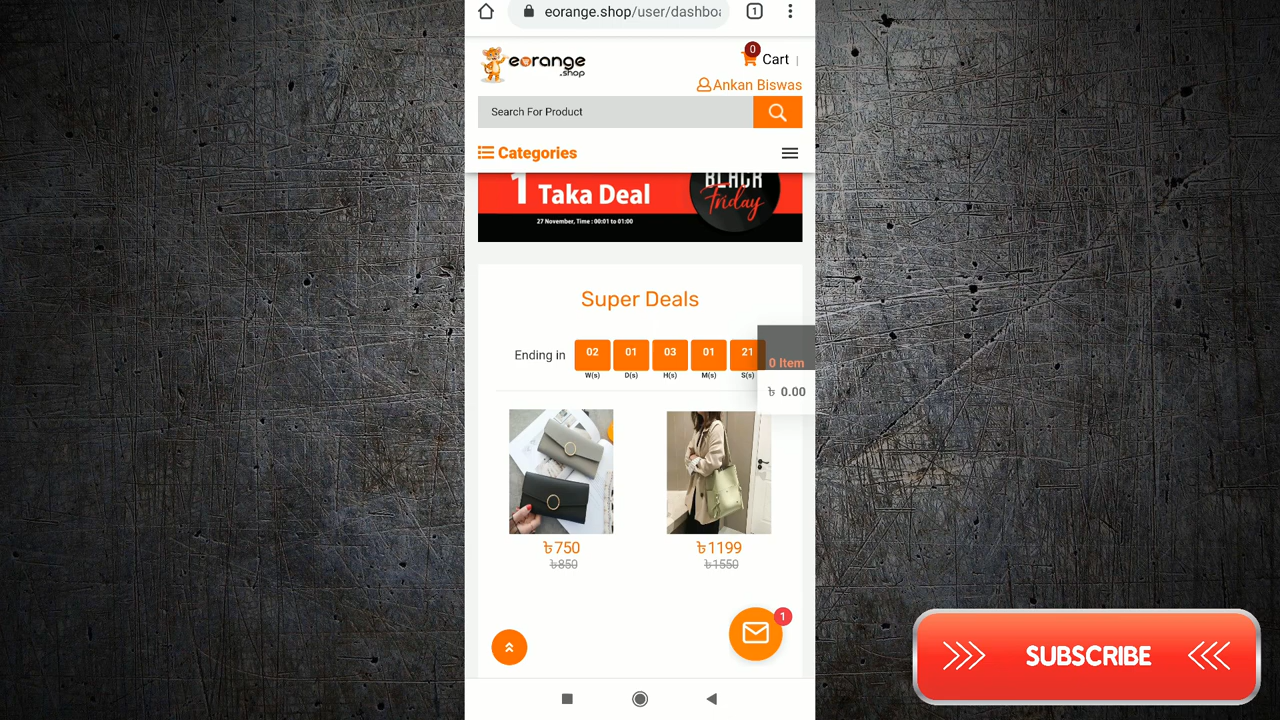 eorange.shop/user/dashboa
1
eorange
.shop
0
Cart |
Ankan Biswas
Search For Product
Categories
1 Taka Deal
BLACK
Friday
27 November, Time : 00:01 to 01:00
Super Deals
Ending in
02 01 03 01 21
W(s) D(s) H(s) M(s) S(s)
0 Item
৳ 0.00
৳750 ৳1199
৳850 ৳1550
1
SUBSCRIBE